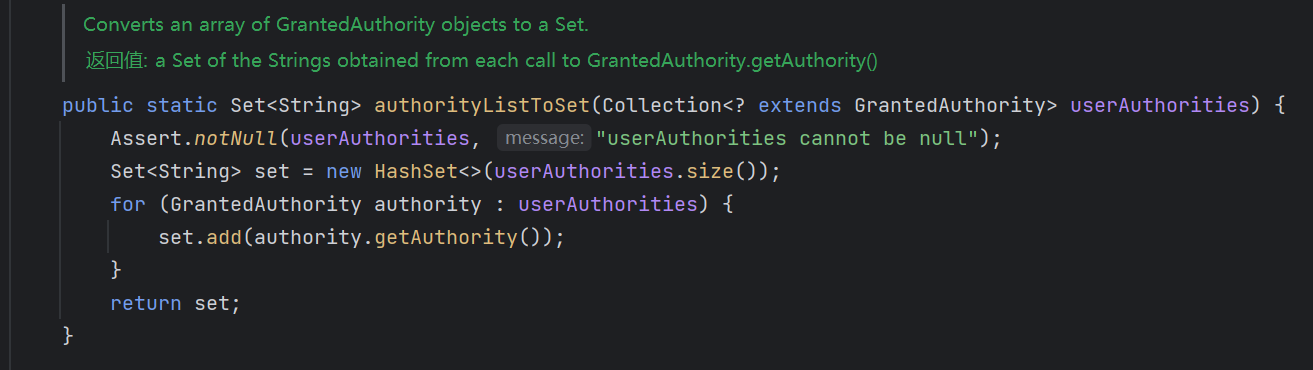 Converts an array of GrantedAuthority objects to a Set.
返回值: a Set of the Strings obtained from each call to GrantedAuthority.getAuthority()
public static Set<String> authorityListToSet(Collection<? extends GrantedAuthority> userAuthorities) {
    Assert.notNull(userAuthorities, message: "userAuthorities cannot be null");
    Set<String> set = new HashSet<>(userAuthorities.size());
    for (GrantedAuthority authority : userAuthorities) {
        set.add(authority.getAuthority());
    }
    return set;
}